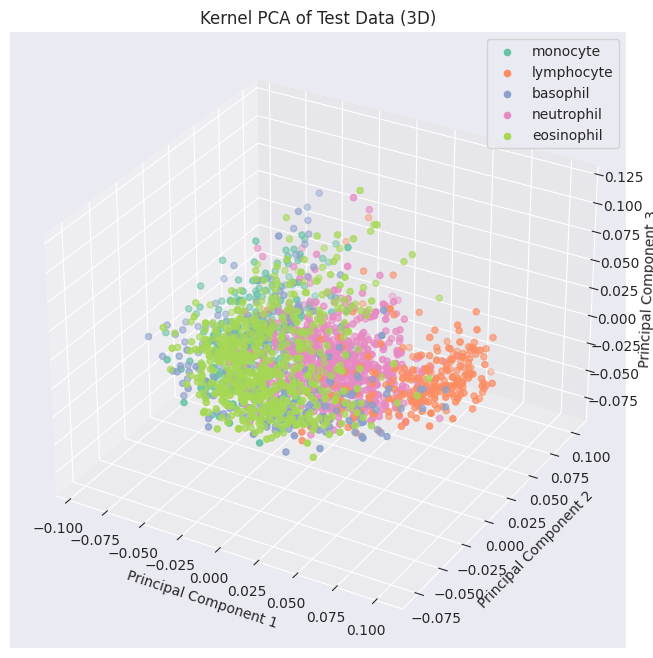 Kernel PCA of Test Data (3D)
monocyte
lymphocyte
basophil
neutrophil
eosinophil
0.125
0.100
0.075
0.050
0.025
0.000
−0.025
−0.050
−0.075
Principal Component 3
0.100
0.075
0.050
0.025
0.000
−0.025
−0.050
−0.075
Principal Component 2
−0.100
−0.075
−0.050
−0.025
0.000
0.025
0.050
0.075
0.100
Principal Component 1